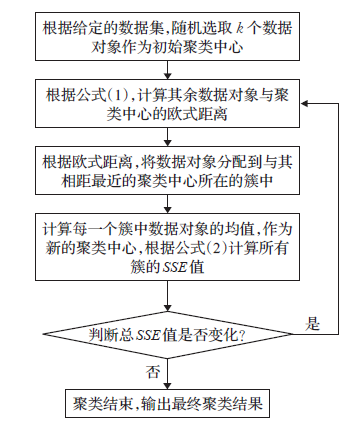 根据给定的数据集,随机选取 k 个数据
对象作为初始聚类中心
根据公式(1),计算其余数据对象与聚
类中心的欧式距离
根据欧式距离,将数据对象分配到与其
相距最近的聚类中心所在的簇中
计算每一个簇中数据对象的均值,作为
新的聚类中心,根据公式(2)计算所有
簇的SSE值
判断总SSE值是否变化?
是
否
聚类结束,输出最终聚类结果